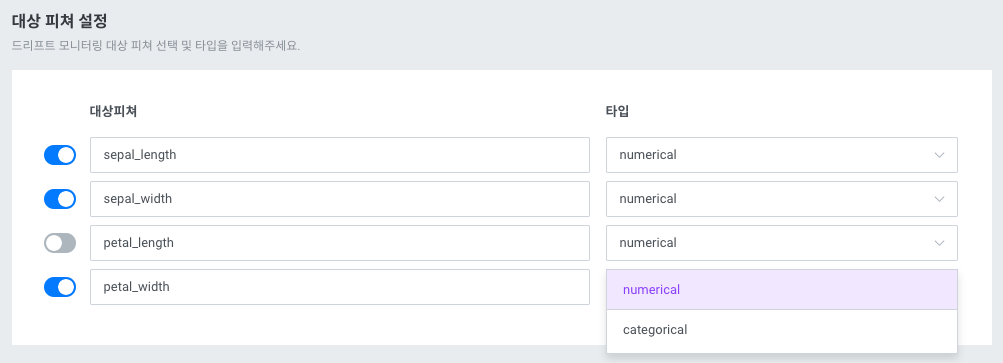 대상 피쳐 설정
드리프트 모니터링 대상 피쳐 선택 및 타입을 입력해주세요.
대상피쳐 타입
sepal_length numerical
sepal_width numerical
petal_length numerical
petal_width numerical
categorical